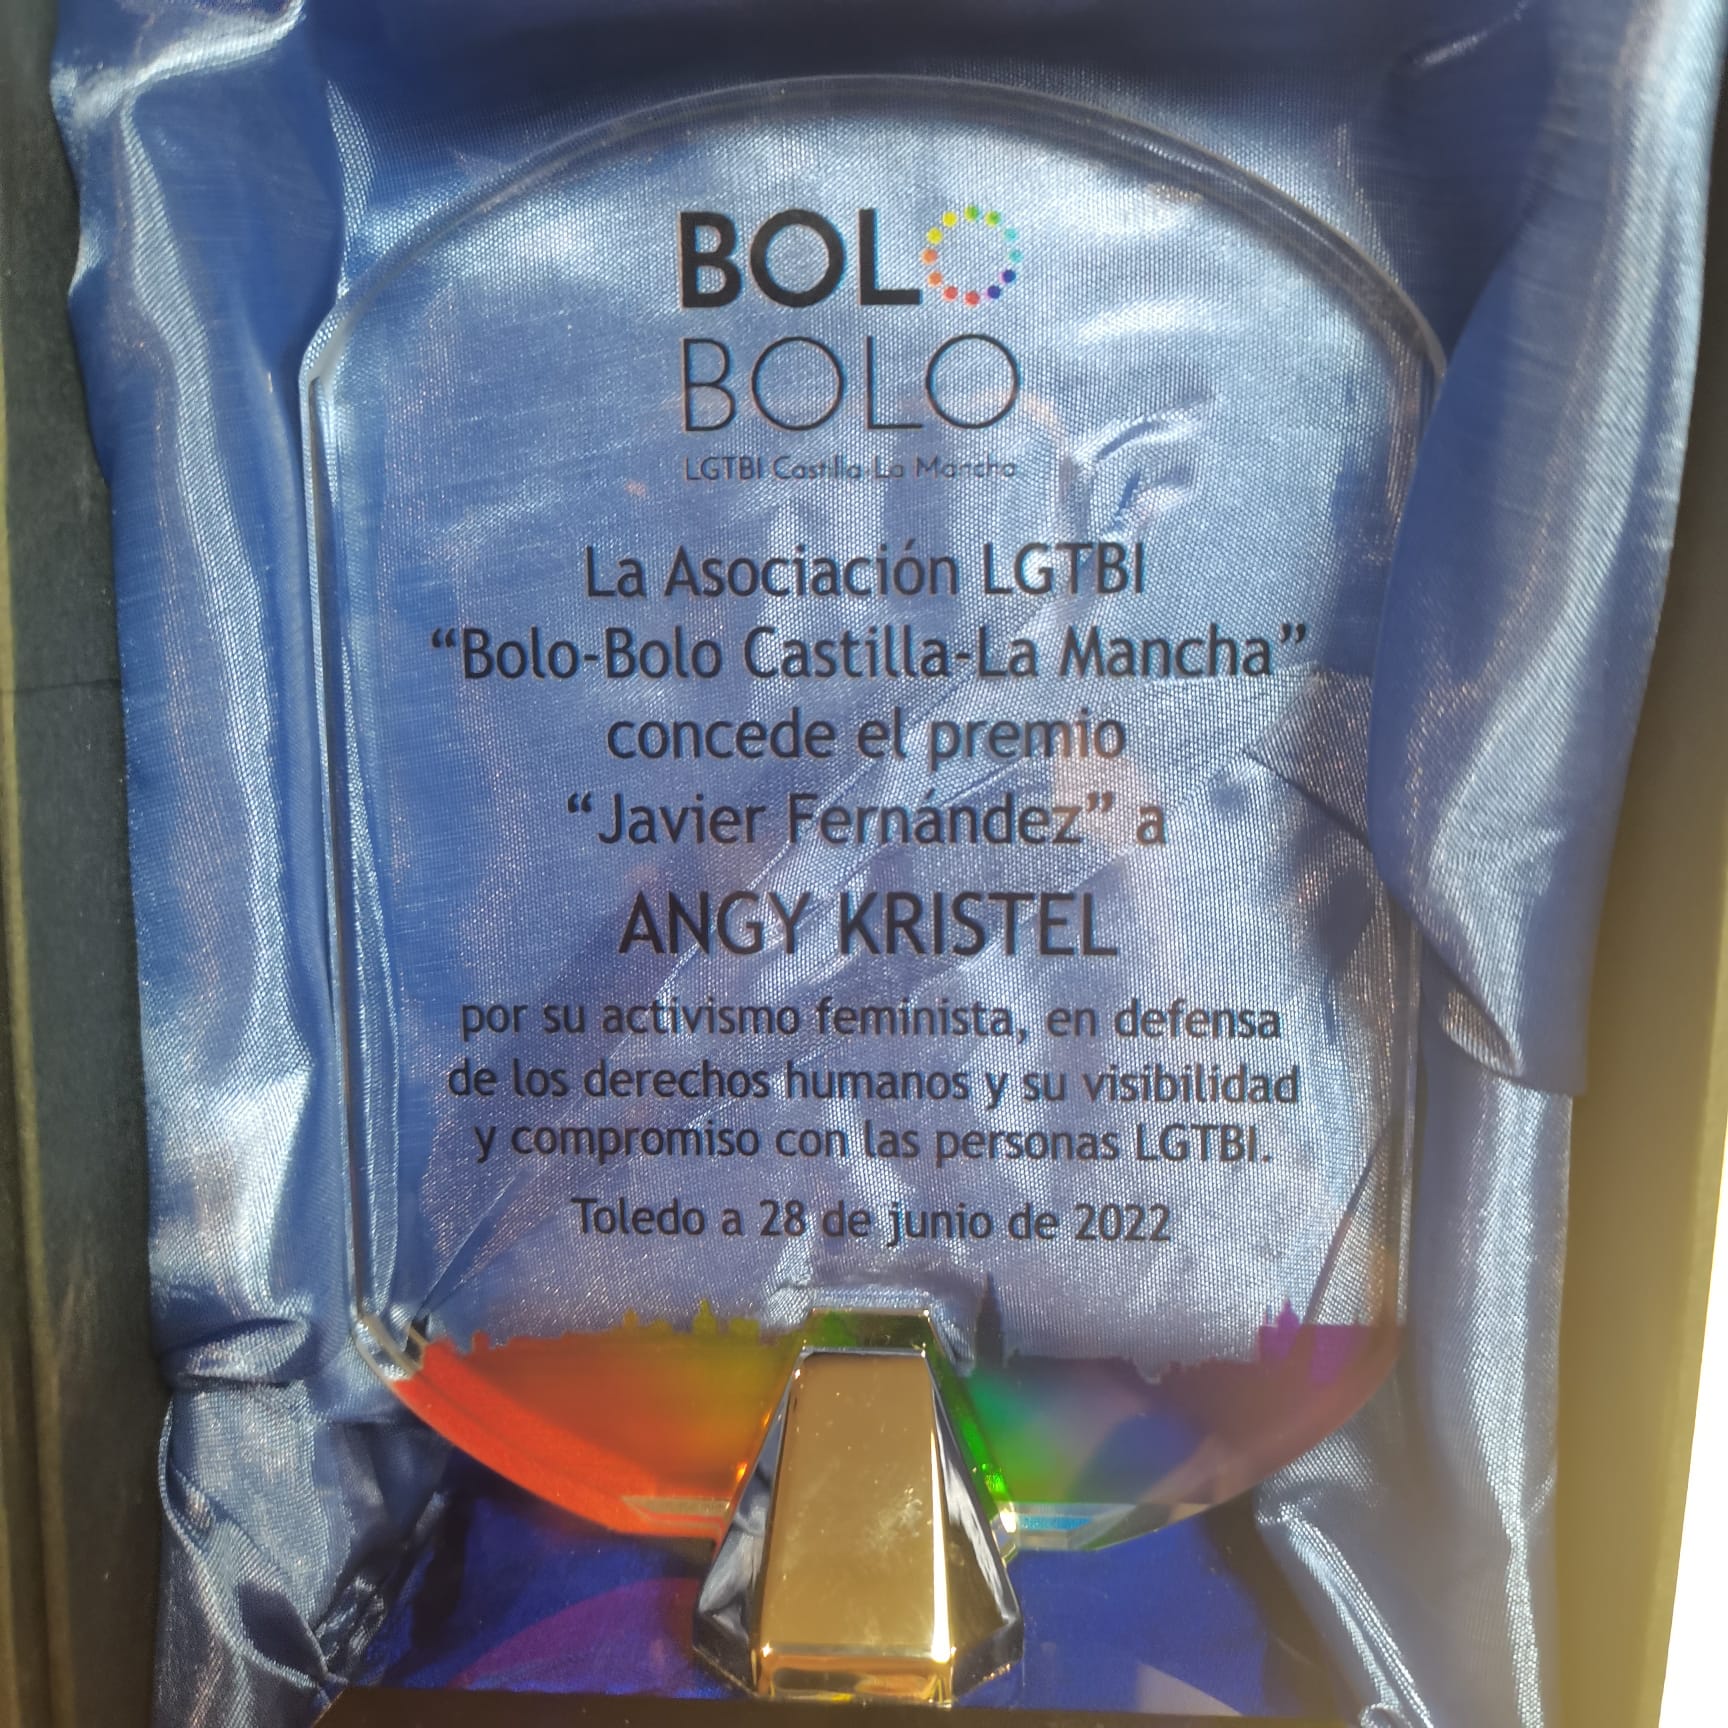 BOLO
BOLO
LGTBI Castilla La Mancha
La Asociación LGTBI
“Bolo-Bolo Castilla-La Mancha”
concede el premio
“Javier Fernández” a
ANGY KRISTEL
por su activismo feminista, en defensa
de los derechos humanos y su visibilidad
y compromiso con las personas LGTBI.
Toledo a 28 de junio de 2022